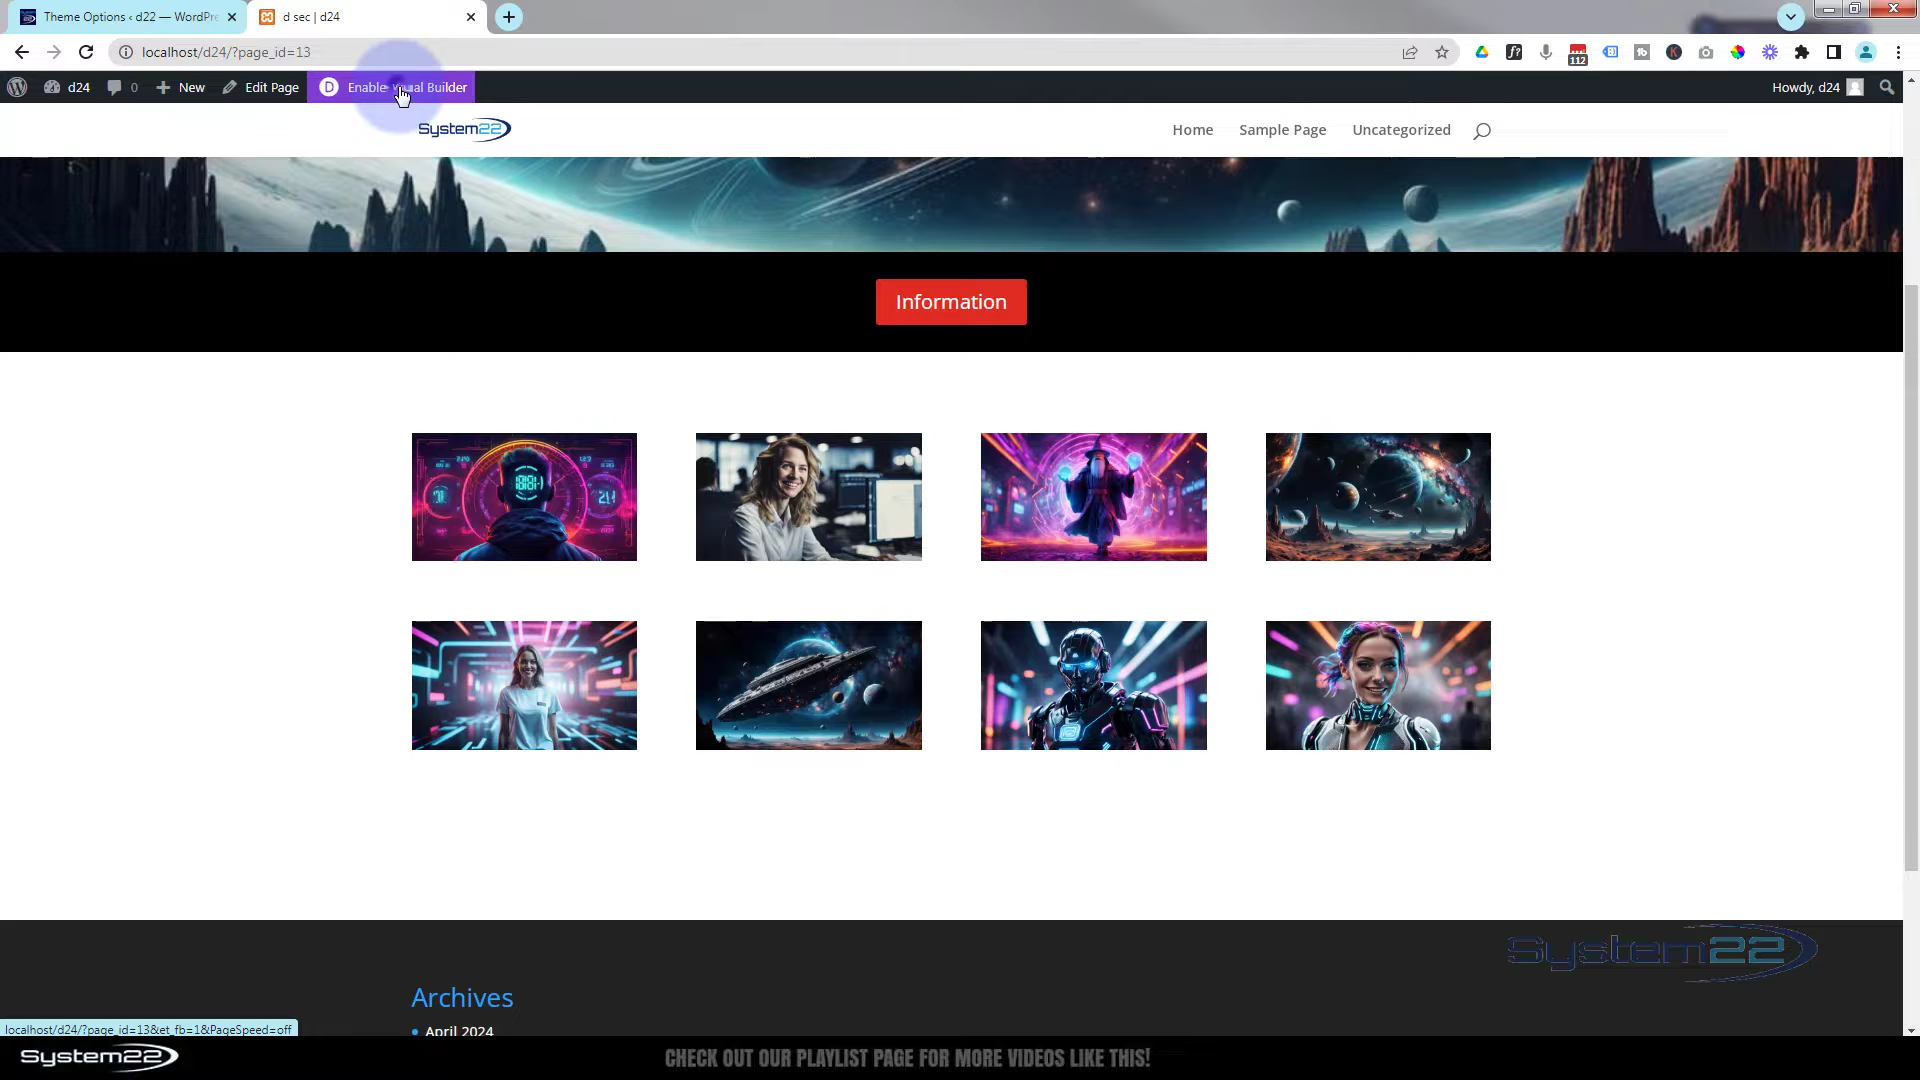 Theme Options ‹ d22 — WordPre
d sec | d24
localhost/d24/?page_id=13
112
d24
0
New
Edit Page
Enable Visual Builder
Howdy, d24
System22
Home
Sample Page
Uncategorized
Information
System22
Archives
April 2024
localhost/d24/?page_id=13&et_fb=1&PageSpeed=off
System22
CHECK OUT OUR PLAYLIST PAGE FOR MORE VIDEOS LIKE THIS!